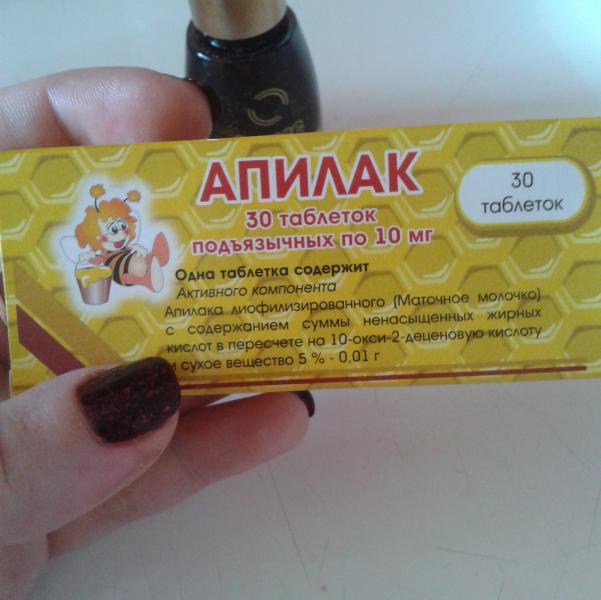 АПИЛАК
30 таблеток
подъязычных по 10 мг
30
таблеток
Одна таблетка содержит
Активного компонента
Апилака лиофилизированного (Маточное молочко)
с содержанием суммы ненасыщенных жирных
кислот в пересчете на 10-окси-2-деценовую кислоту
и сухое вещество 5 % - 0,01 г